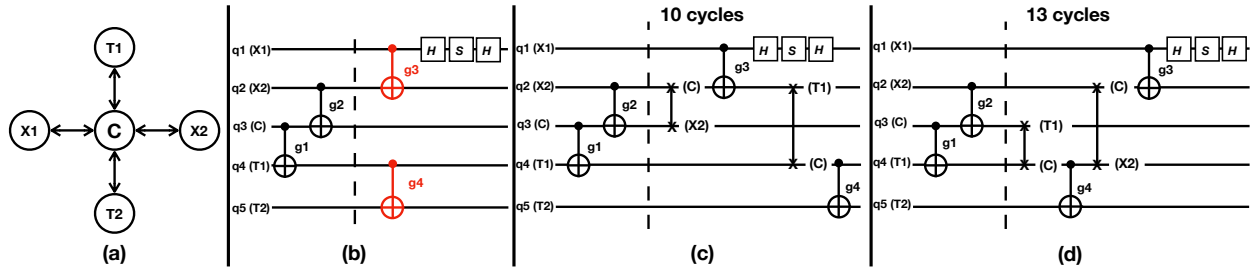 T1
X1
C
X2
T2
(a)
q1 (X1)
H
S
H
g3
q2 (X2)
g2
q3 (C)
g1
q4 (T1)
g4
q5 (T2)
(b)
10 cycles
q1 (X1)
H
S
H
g3
q2 (X2)
(C)
(T1)
g2
q3 (C)
(X2)
g1
q4 (T1)
(C)
g4
q5 (T2)
(c)
13 cycles
q1 (X1)
H
S
H
g3
q2 (X2)
(C)
g2
q3 (C)
(T1)
g1
q4 (T1)
(C)
(X2)
g4
q5 (T2)
(d)